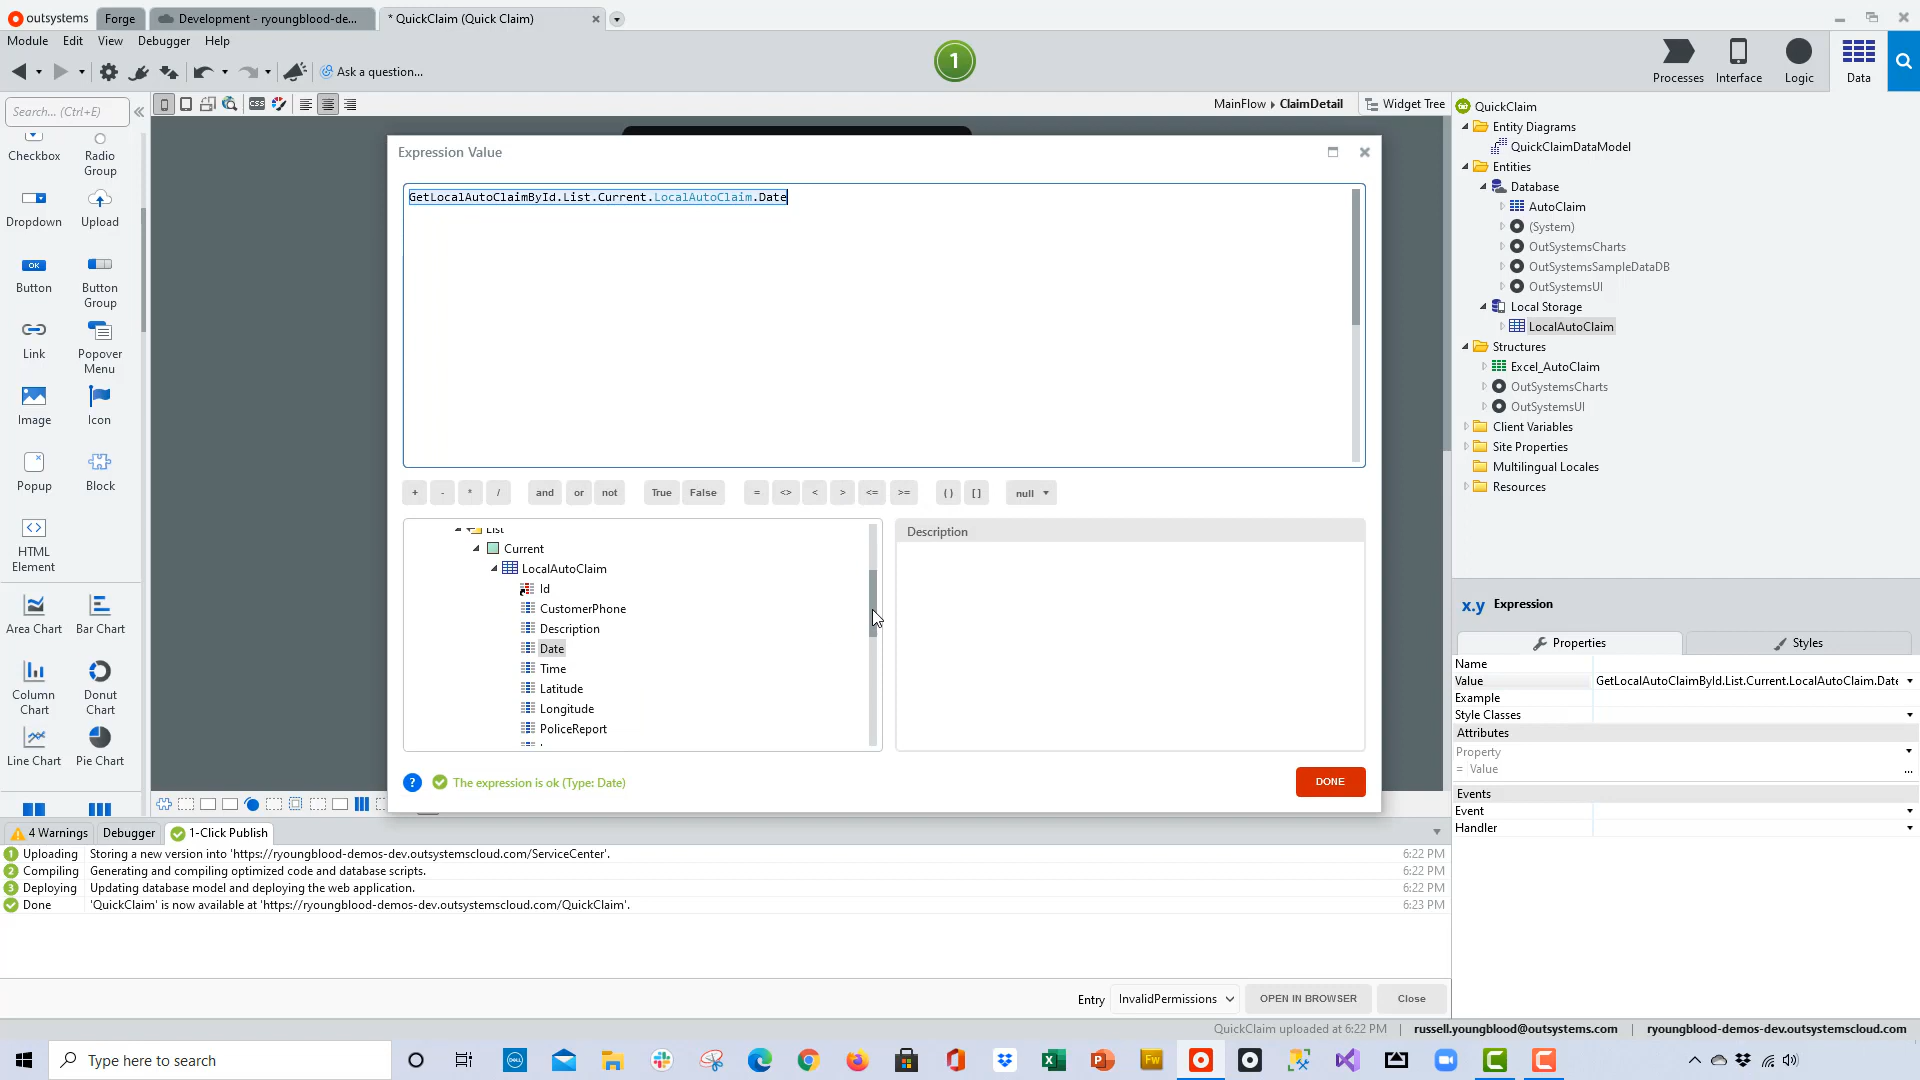 outsystems
Forge
Development - ryoungblood-de...
* QuickClaim (Quick Claim)
Module Edit View Debugger Help
1
Ask a question...
Processes Interface Logic Data
Search... (Ctrl+E)
CSS
MainFlow ClaimDetail
Widget Tree
Checkbox
Radio Group
Dropdown
Upload
OK
Button
Button Group
Link
Popover Menu
Image
Icon
Popup
Block
HTML Element
Area Chart
Bar Chart
Column Chart
Donut Chart
Line Chart
Pie Chart
Expression Value
GetLocalAutoClaimById.List.Current.LocalAutoClaim.Date
+ - * / and or not True False = <> < > <= >= ( ) [ ] null
List
Current
LocalAutoClaim
Id
CustomerPhone
Description
Date
Time
Latitude
Longitude
PoliceReport
Description
? The expression is ok (Type: Date)
DONE
QuickClaim
Entity Diagrams
QuickClaimDataModel
Entities
Database
AutoClaim
(System)
OutSystemsCharts
OutSystemsSampleDataDB
OutSystemsUI
Local Storage
LocalAutoClaim
Structures
Excel_AutoClaim
OutSystemsCharts
OutSystemsUI
Client Variables
Site Properties
Multilingual Locales
Resources
x.y Expression
Properties
Styles
Name
Value GetLocalAutoClaimById.List.Current.LocalAutoClaim.Date
Example
Style Classes
Attributes
Property
= Value ...
Events
Event
Handler
4 Warnings Debugger 1-Click Publish
1 Uploading Storing a new version into 'https://ryoungblood-demos-dev.outsystemscloud.com/ServiceCenter'. 6:22 PM
2 Compiling Generating and compiling optimized code and database scripts. 6:22 PM
3 Deploying Updating database model and deploying the web application. 6:22 PM
Done 'QuickClaim' is now available at 'https://ryoungblood-demos-dev.outsystemscloud.com/QuickClaim'. 6:23 PM
Entry InvalidPermissions OPEN IN BROWSER Close
QuickClaim uploaded at 6:22 PM | russell.youngblood@outsystems.com | ryoungblood-demos-dev.outsystemscloud.com
Type here to search
DELL
Fw